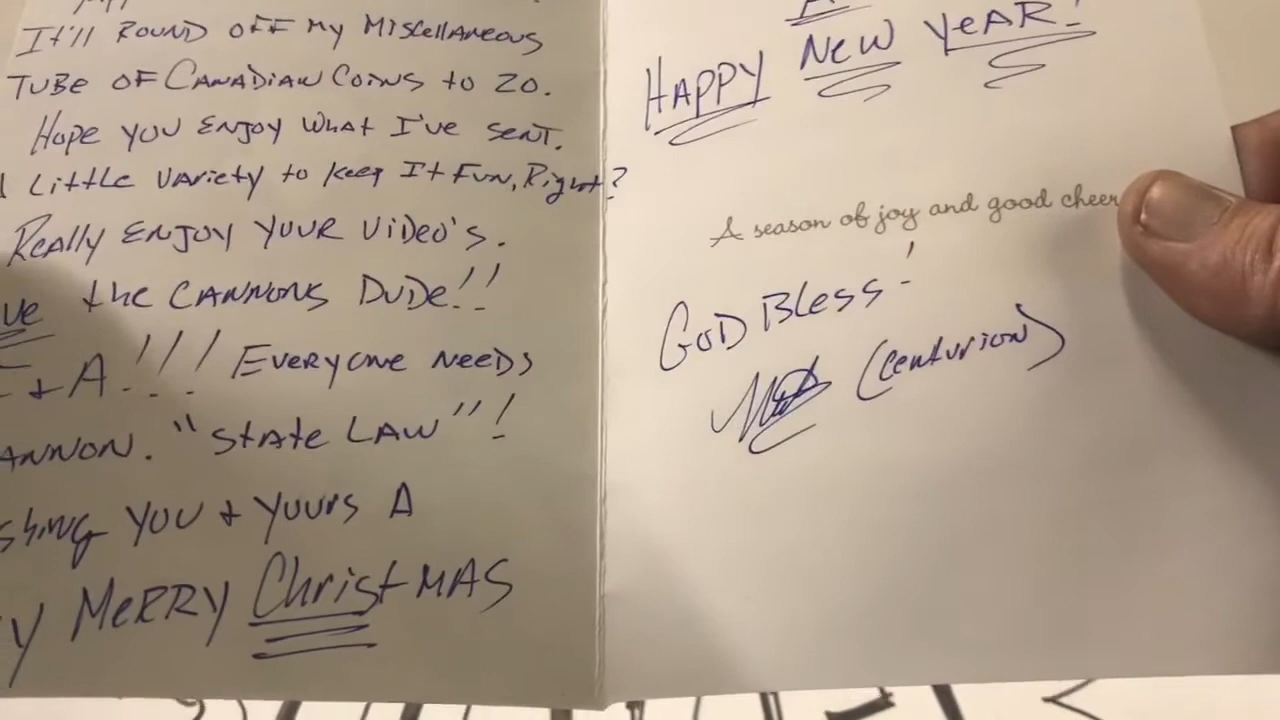 It'll Round off my Miscellaneous
Tube of Canadian Coins to 20.
Hope you enjoy what I've sent.
A little variety to keep it fun, Right?
Really enjoy your video's.
the cannons Dude!!
F + A!!! Everyone needs
"State Law"!
you + yours A
Merry Christmas
&
Happy New Year!
A season of joy and good cheer
God Bless!
(Centurion)